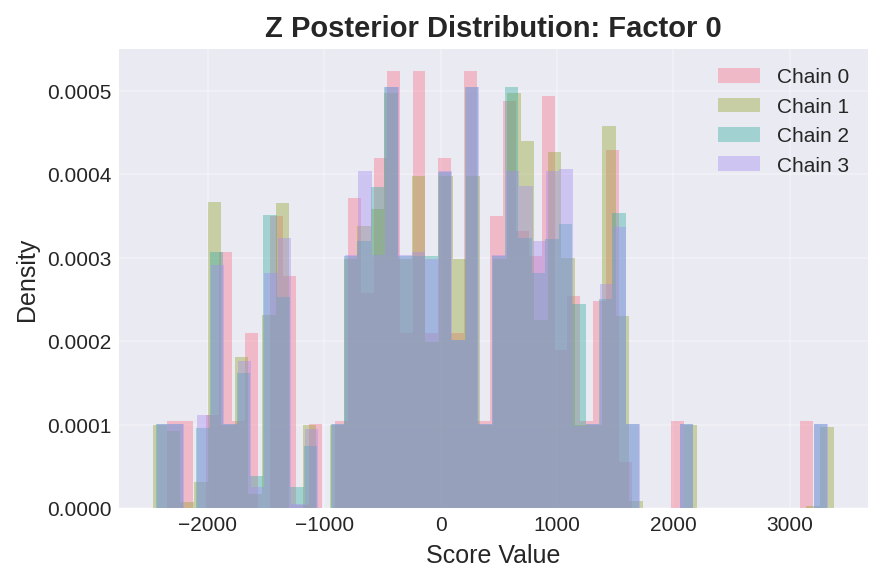 Z Posterior Distribution: Factor 0
Chain 0
Chain 1
Chain 2
Chain 3
Density
0.0005
0.0004
0.0003
0.0002
0.0001
0.0000
−2000 −1000 0 1000 2000 3000
Score Value